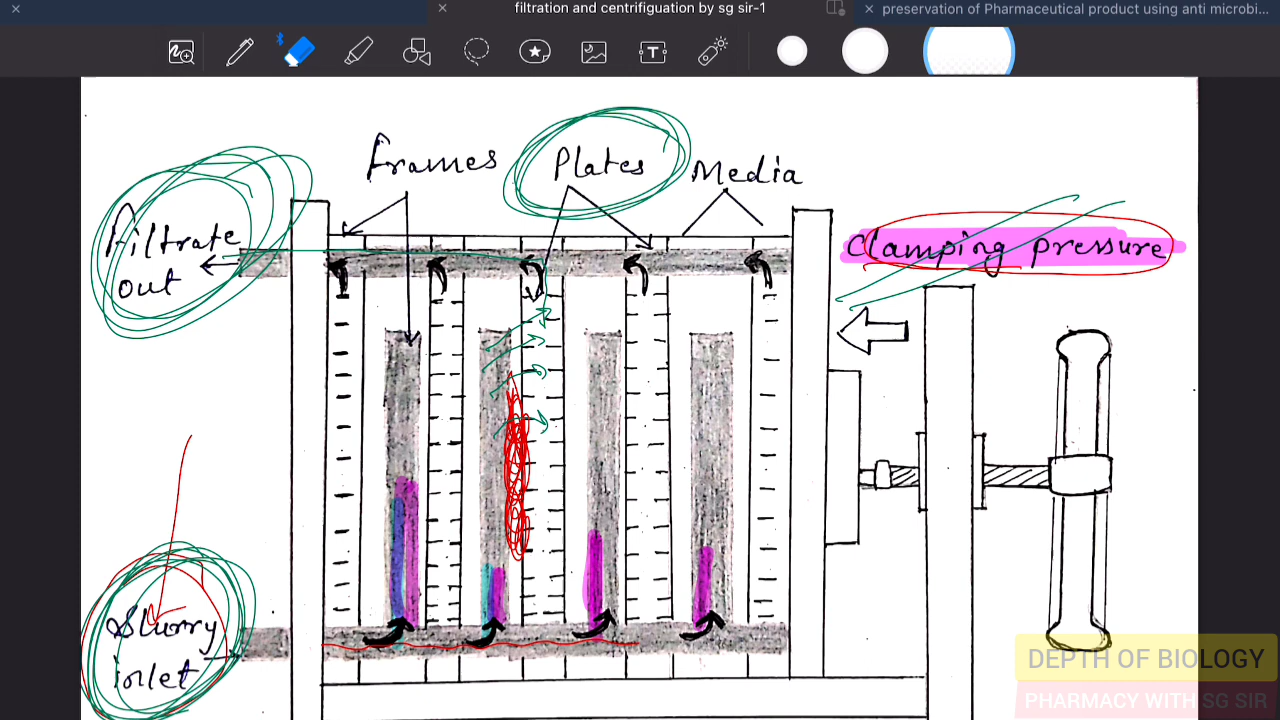 filtration and centrifiguation by sg sir-1
preservation of Pharmaceutical product using anti microbi...
Frames
Plates
Media
Filtrate
out
Clamping pressure
Slurry
inlet
DEPTH OF BIOLOGY
PHARMACY WITH SG SIR